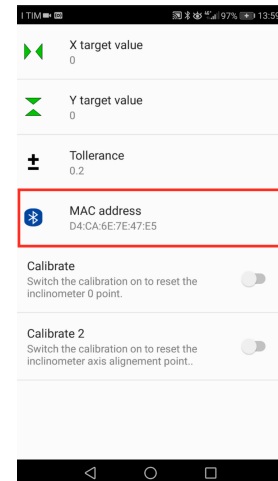 I TIM 97% 13:59
X target value
0
Y target value
0
Tollerance
0.2
MAC address
D4:CA:6E:7E:47:E5
Calibrate
Switch the calibration on to reset the
inclinometer 0 point.
Calibrate 2
Switch the calibration on to reset the
inclinometer axis alignement point..